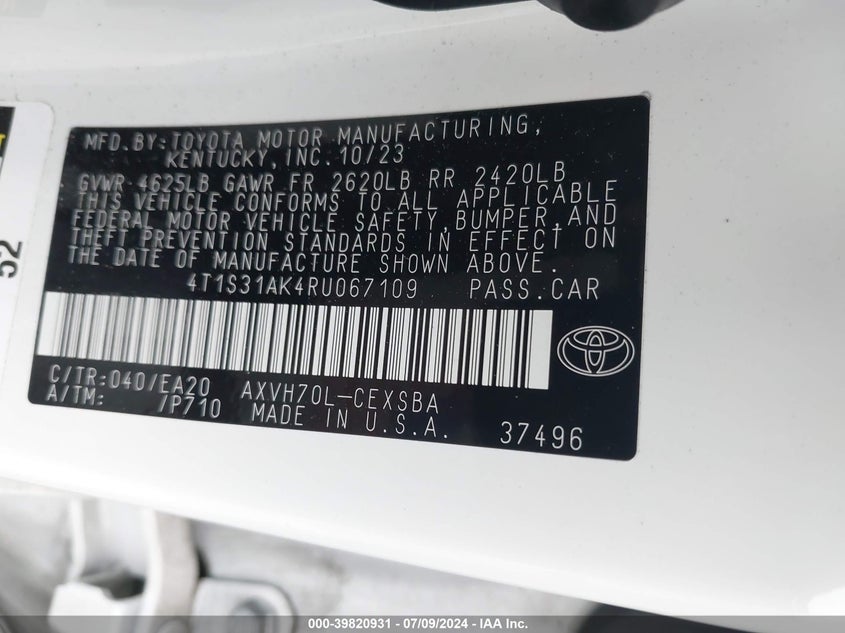 MFD.BY:TOYOTA MOTOR MANUFACTURING,
KENTUCKY,INC.10/23
GVWR 4625LB GAWR FR 2620LB RR 2420LB
THIS VEHICLE CONFORMS TO ALL APPLICABLE
FEDERAL MOTOR VEHICLE SAFETY,BUMPER,AND
THEFT PREVENTION STANDARDS IN EFFECT ON
THE DATE OF MANUFACTURE SHOWN ABOVE.
4T1S31AK4RU067109 PASS.CAR
C/TR:040/EA20 AXVH70L-CEXSBA
A/TM: /P710 MADE IN U.S.A. 37496
52
000-39820931 - 07/09/2024 - IAA Inc.